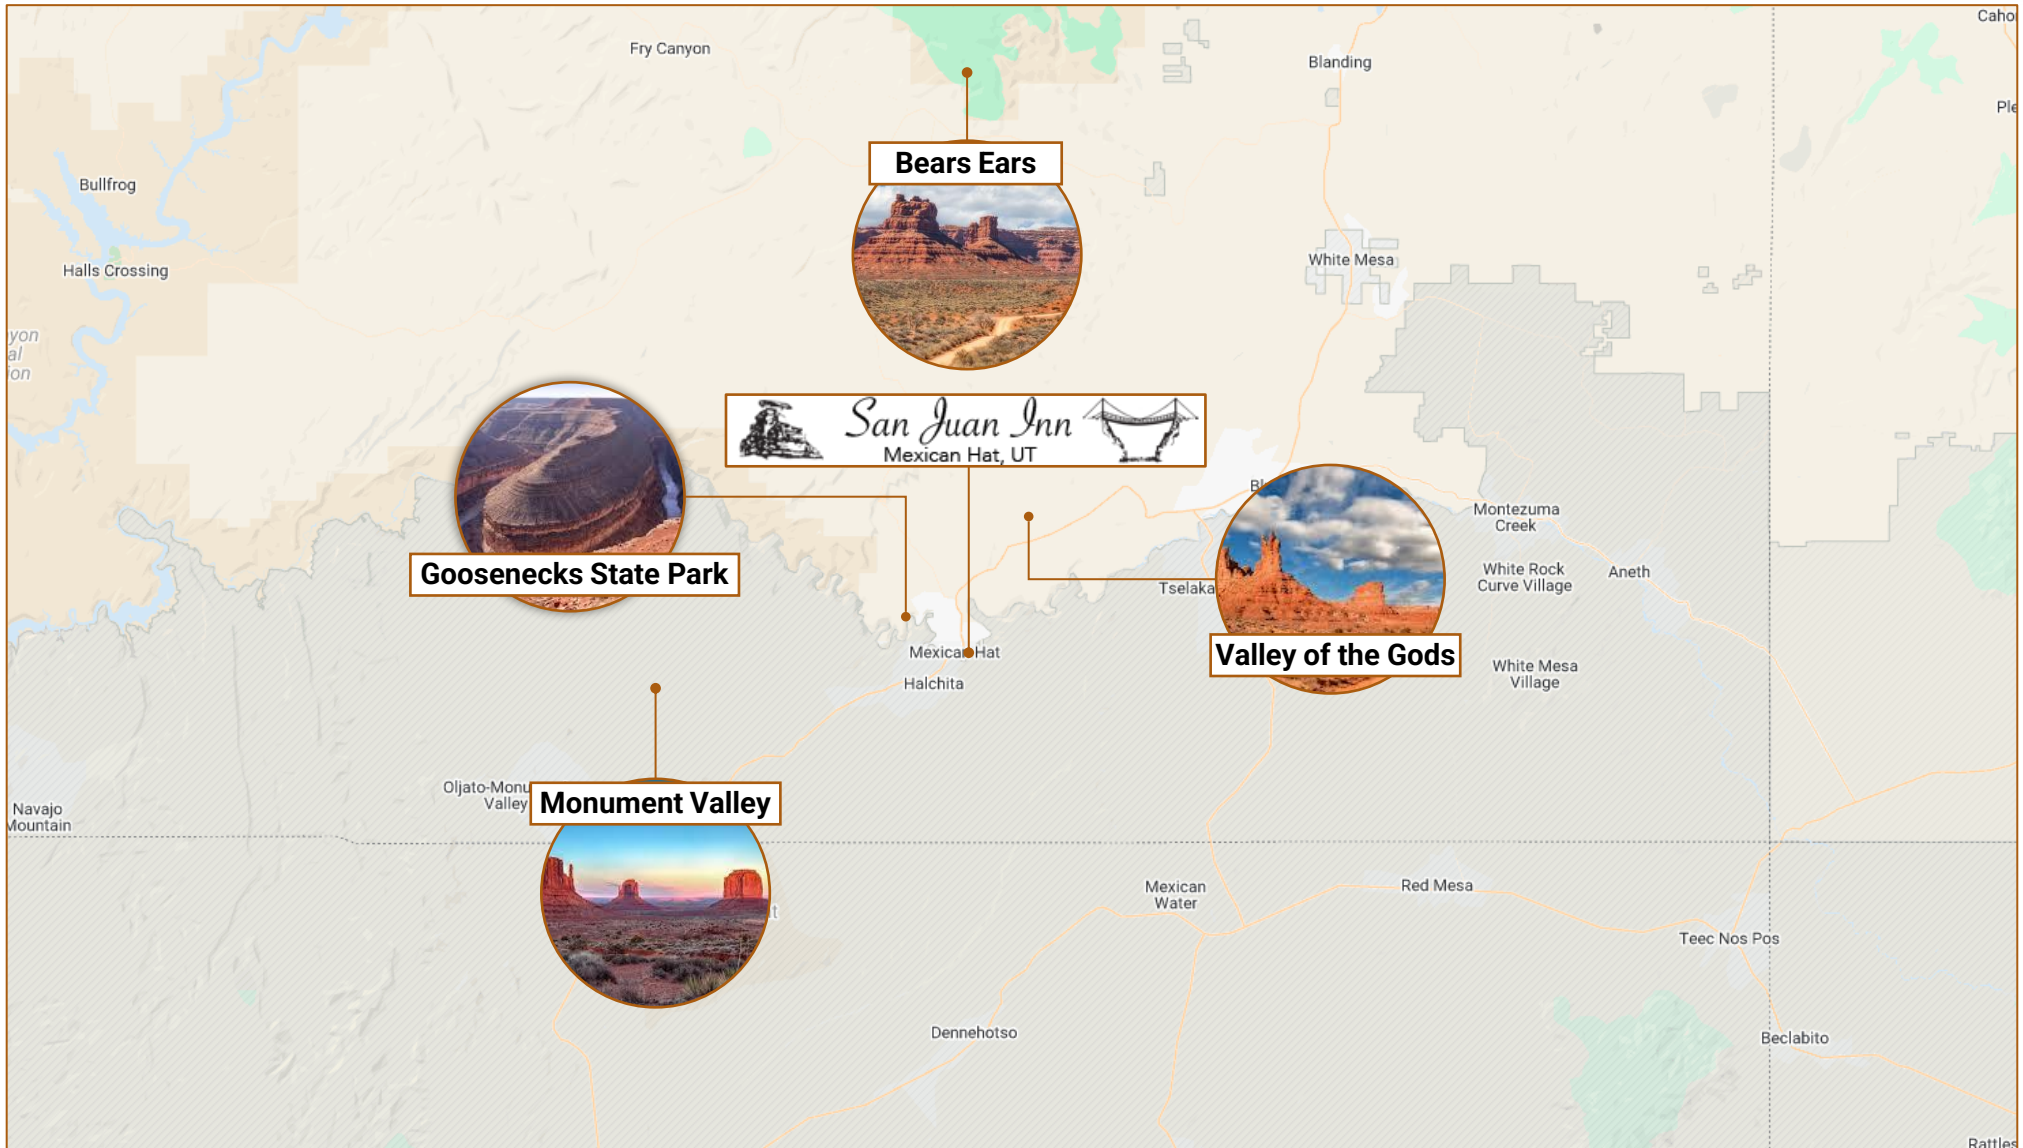 Fry Canyon
Blanding
Bears Ears
Bullfrog
Halls Crossing
White Mesa
San Juan Inn
Mexican Hat, UT
Montezuma
Creek
Goosenecks State Park
White Rock
Curve Village
Aneth
Mexican Hat
Halchita
Valley of the Gods
White Mesa
Village
Monument Valley
Valley
Navajo
Mountain
Mexican
Water
Red Mesa
Teec Nos Pos
Dennehotso
Beclabito